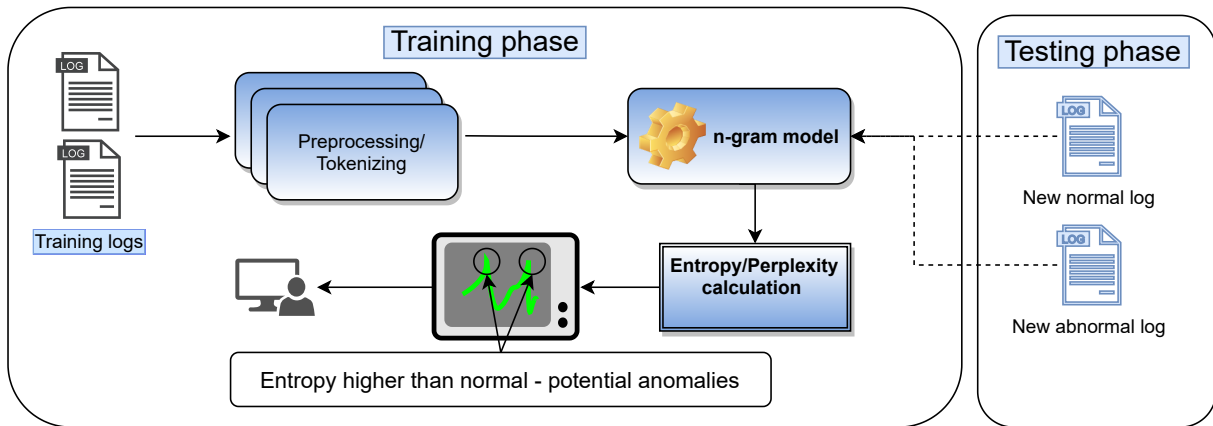 Training phase
LOG
LOG
Training logs
Preprocessing/
Tokenizing
n-gram model
Entropy/Perplexity
calculation
Entropy higher than normal - potential anomalies
Testing phase
LOG
New normal log
LOG
New abnormal log